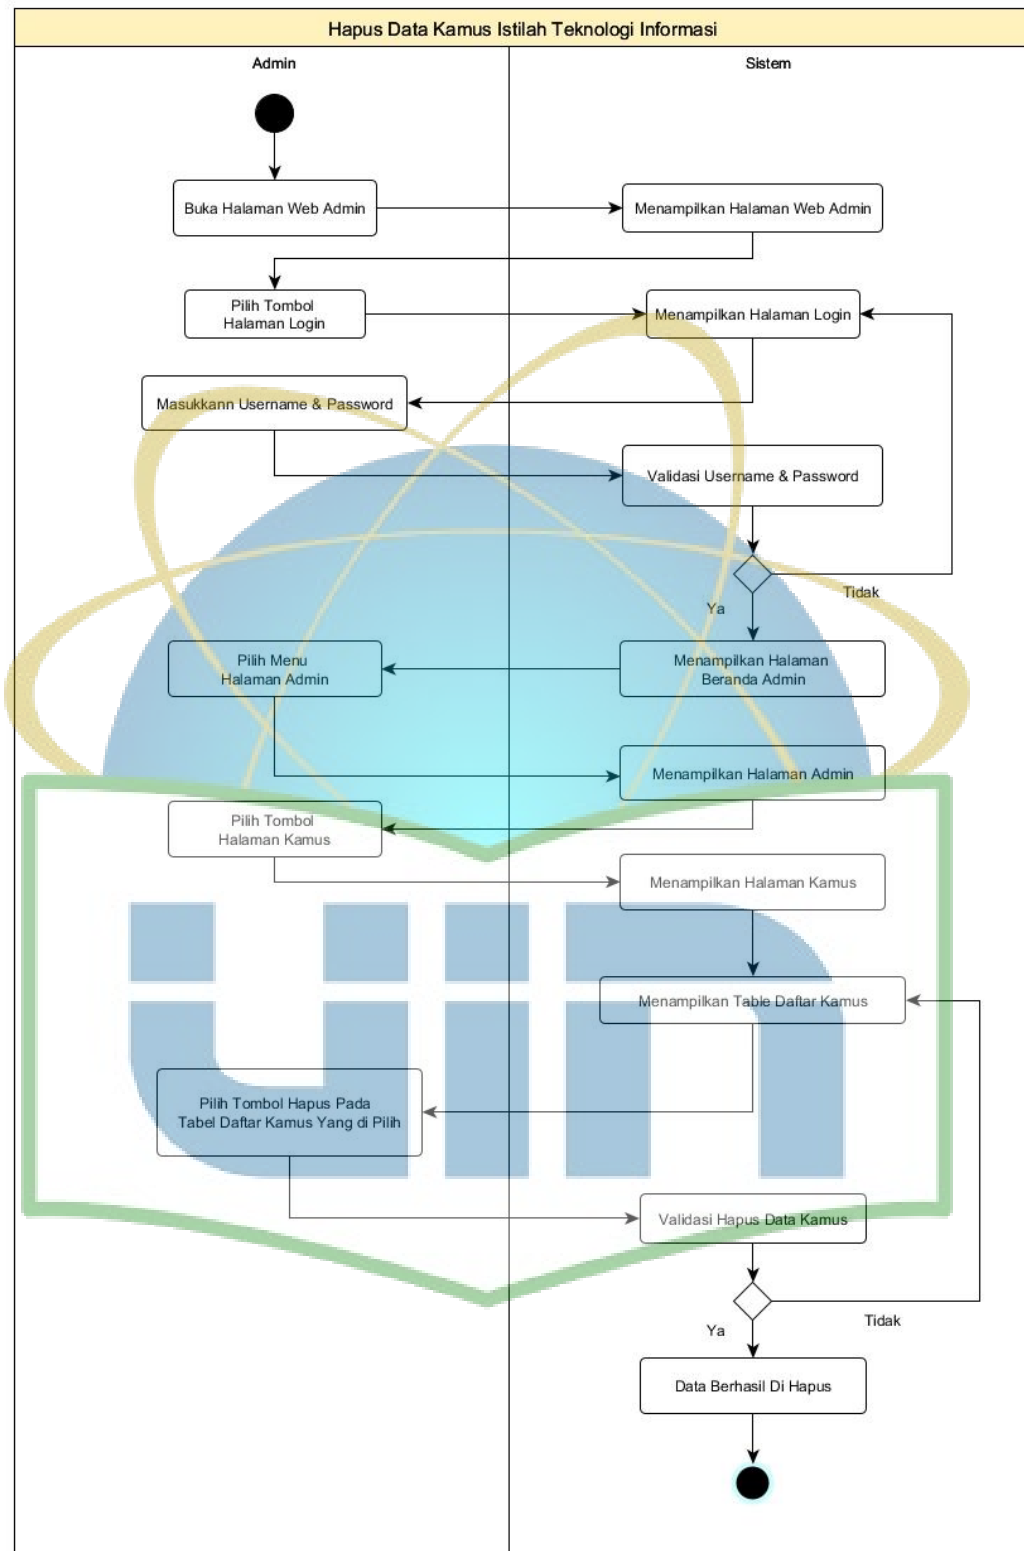 Hapus Data Kamus Istilah Teknologi Informasi
Admin
Sistem
Buka Halaman Web Admin
Menampilkan Halaman Web Admin
Pilih Tombol
Halaman Login
Menampilkan Halaman Login
Masukkann Username & Password
Validasi Username & Password
Tidak
Ya
Pilih Menu
Halaman Admin
Menampilkan Halaman
Beranda Admin
Menampilkan Halaman Admin
Pilih Tombol
Halaman Kamus
Menampilkan Halaman Kamus
uin
Menampilkan Table Daftar Kamus
Pilih Tombol Hapus Pada
Tabel Daftar Kamus Yang di Pilih
Validasi Hapus Data Kamus
Tidak
Ya
Data Berhasil Di Hapus